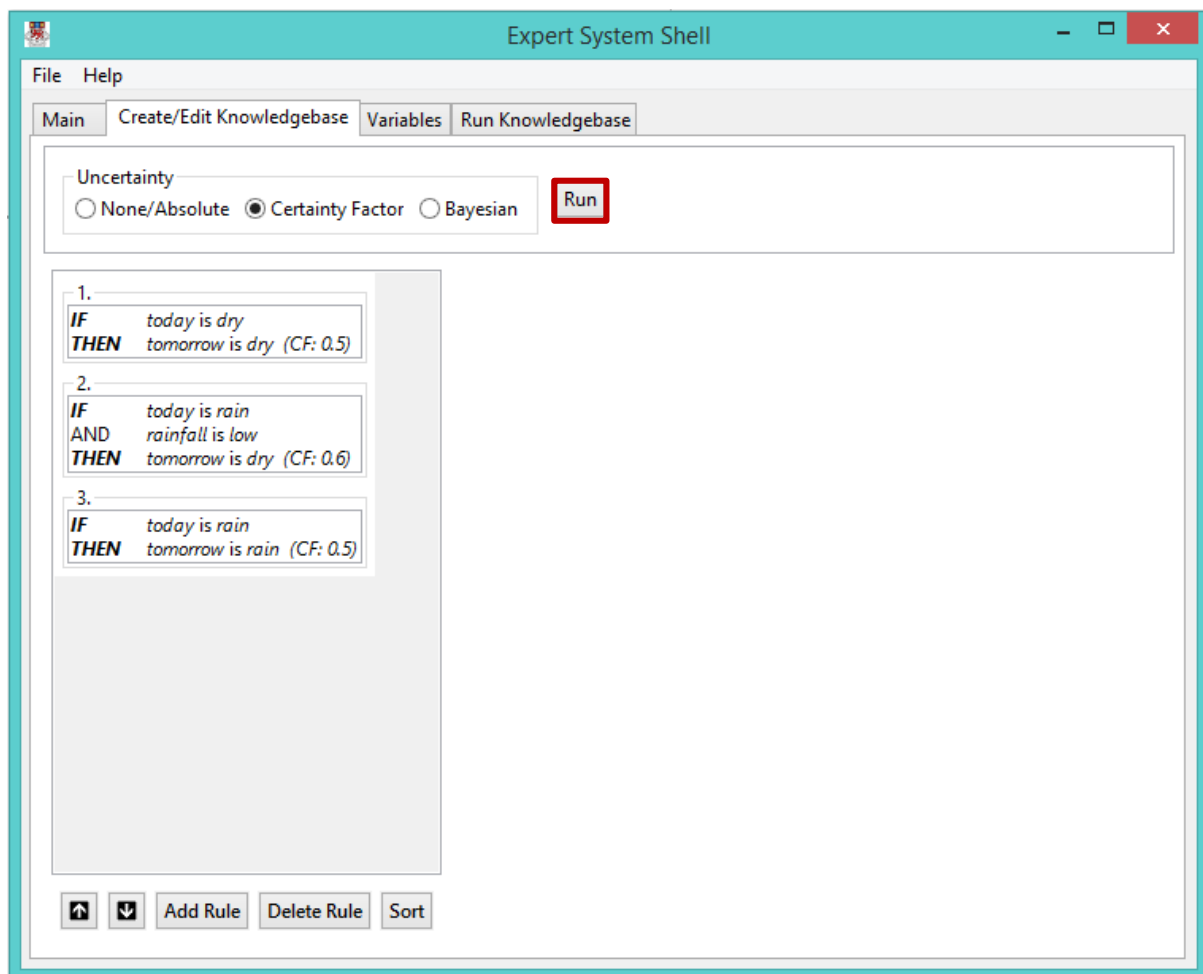 Expert System Shell
File Help
Main Create/Edit Knowledgebase Variables Run Knowledgebase
Uncertainty
None/Absolute Certainty Factor Bayesian Run
1.
IF today is dry
THEN tomorrow is dry (CF: 0.5)
2.
IF today is rain
AND rainfall is low
THEN tomorrow is dry (CF: 0.6)
3.
IF today is rain
THEN tomorrow is rain (CF: 0.5)
Add Rule Delete Rule Sort